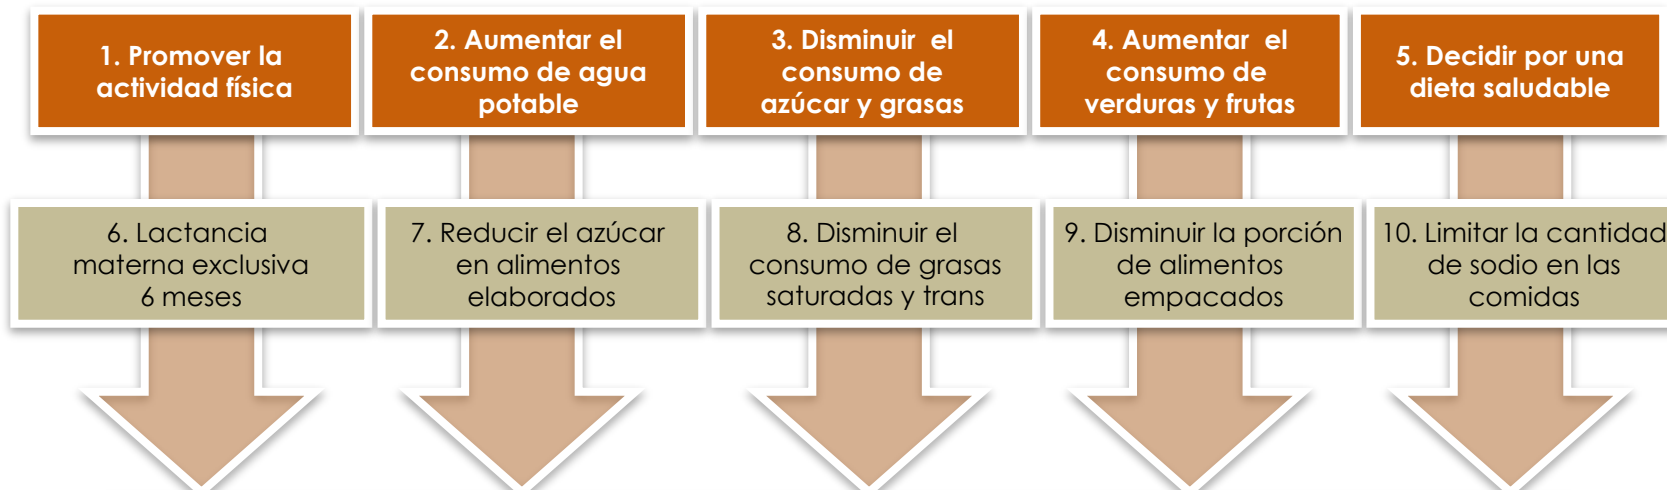 1. Promover la
actividad física
2. Aumentar el
consumo de agua
potable
3. Disminuir el
consumo de
azúcar y grasas
4. Aumentar el
consumo de
verduras y frutas
5. Decidir por una
dieta saludable
6. Lactancia
materna exclusiva
6 meses
7. Reducir el azúcar
en alimentos
elaborados
8. Disminuir el
consumo de grasas
saturadas y trans
9. Disminuir la porción
de alimentos
empacados
10. Limitar la cantidad
de sodio en las
comidas